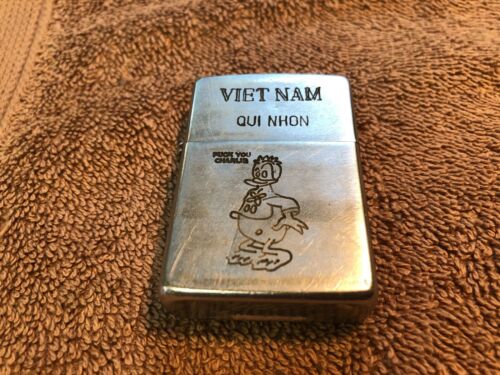 VIET NAM
QUI NHON
FUCK YOU
CHARLIE